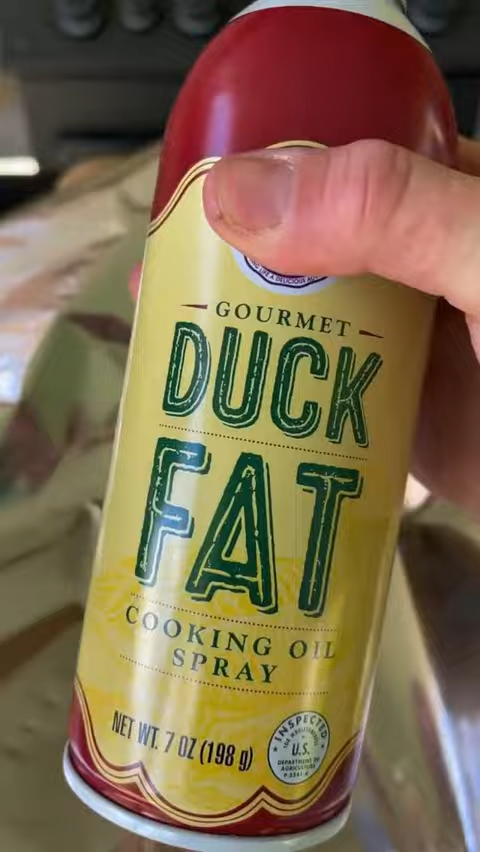 GOURMET
DUCK
FAT
COOKING OIL
SPRAY
NET WT. 7 OZ (198 g)
INSPECTED
U.S.
DEPARTMENT OF
AGRICULTURE